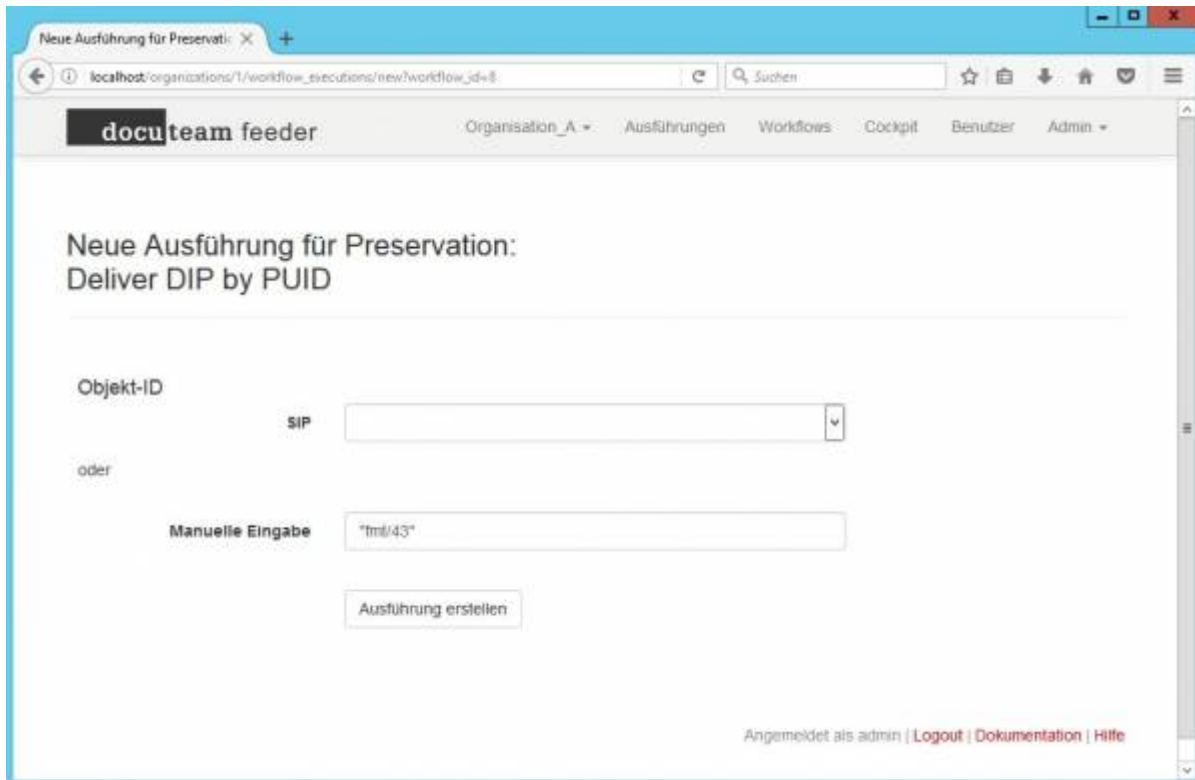 Neue Ausführung für Preservati
localhost/organizations/1/workflow_executions/new?workflow_id=8
Suchen
docuteam feeder
Organisation_A
Ausführungen
Workflows
Cockpit
Benutzer
Admin
Neue Ausführung für Preservation:
Deliver DIP by PUID
Objekt-ID
SIP
oder
Manuelle Eingabe
"fmt/43"
Ausführung erstellen
Angemeldet als admin | Logout | Dokumentation | Hilfe